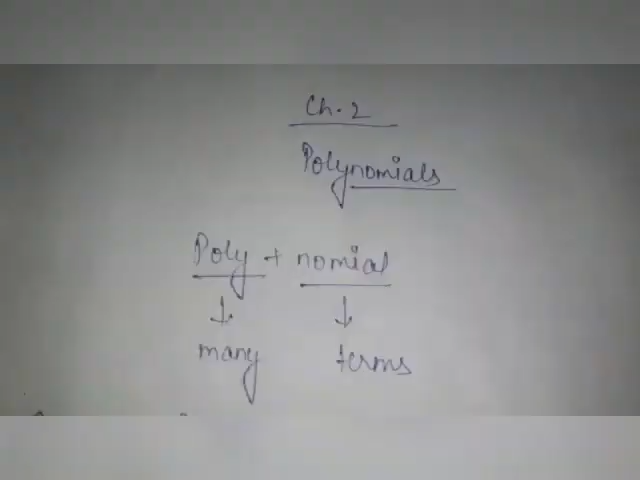 Ch. 2
Polynomials
Poly + nomial
↓ ↓
many terms